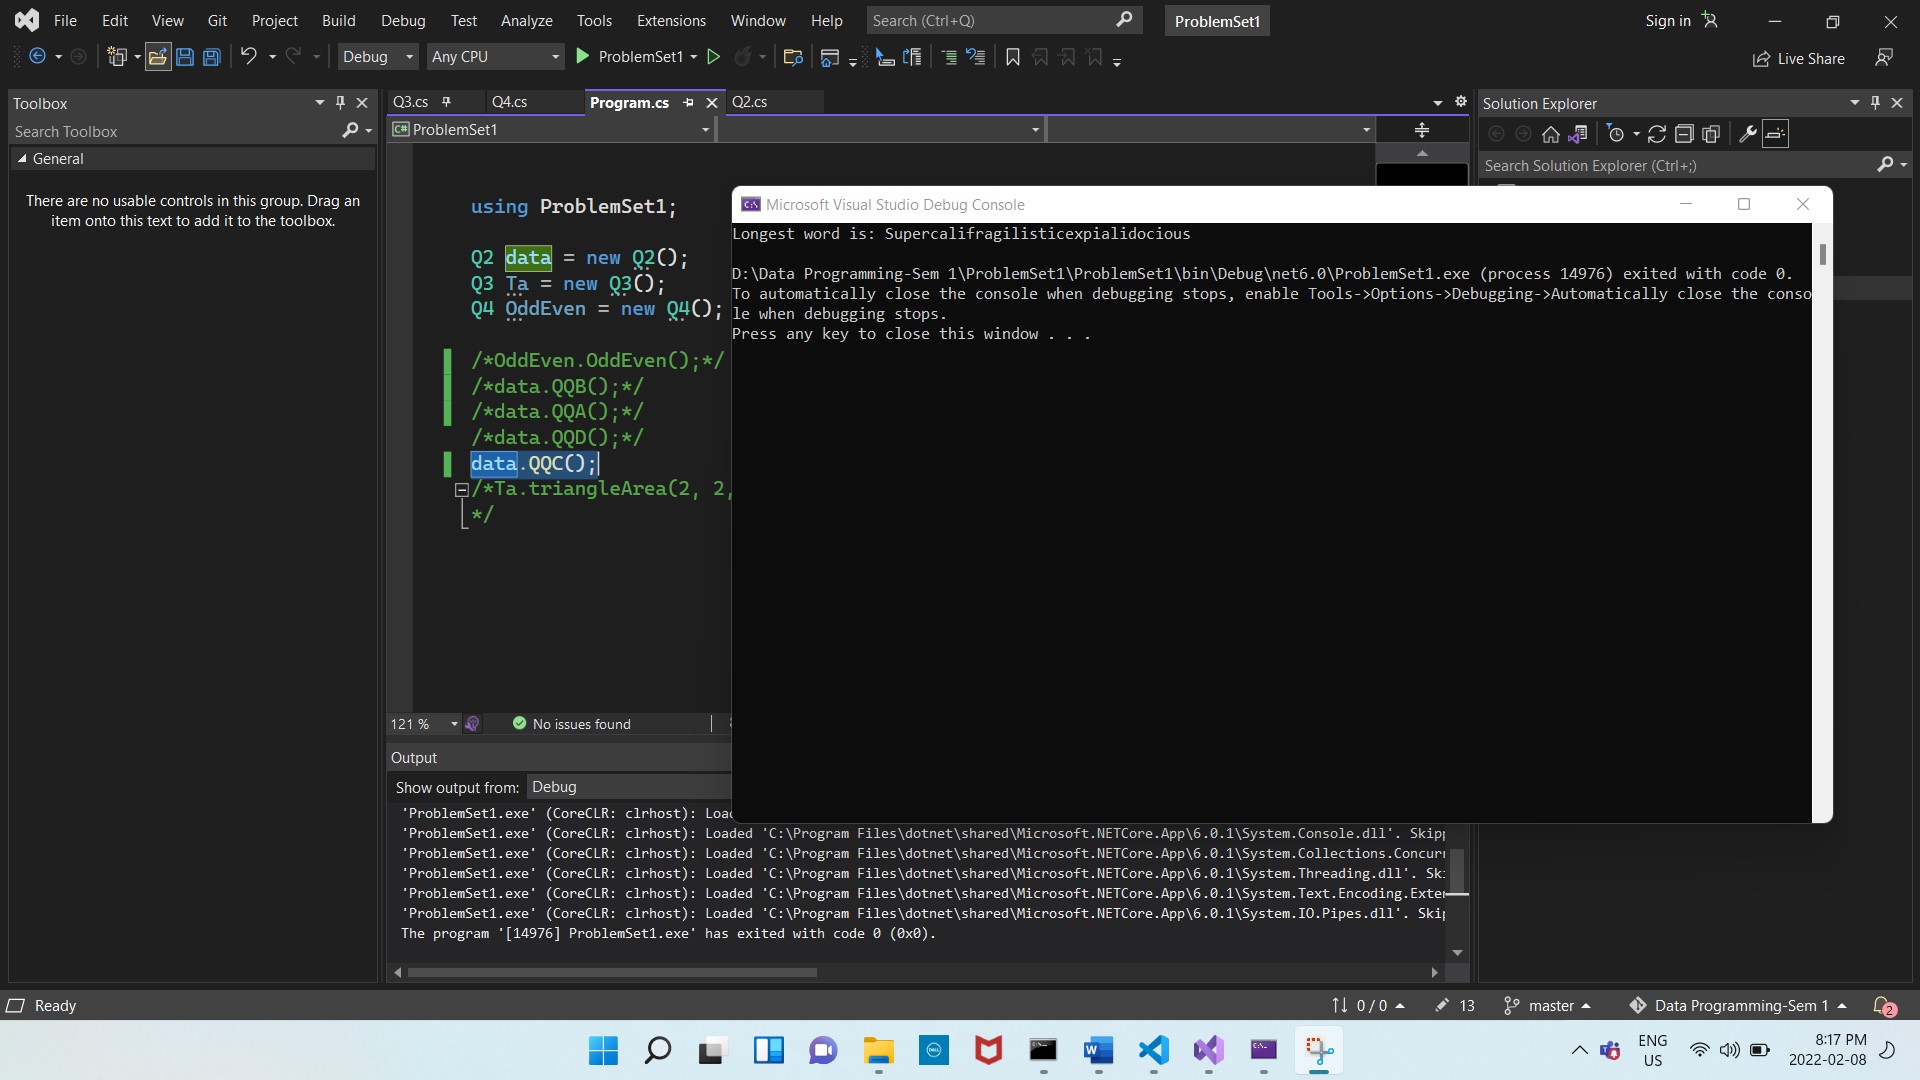 File Edit View Git Project Build Debug Test Analyze Tools Extensions Window Help Search (Ctrl+Q) ProblemSet1 Sign in
Debug Any CPU ProblemSet1 Live Share
Toolbox
Search Toolbox
General
There are no usable controls in this group. Drag an
item onto this text to add it to the toolbox.
Q3.cs Q4.cs Program.cs Q2.cs
C# ProblemSet1
using ProblemSet1;
Q2 data = new Q2();
Q3 Ta = new Q3();
Q4 OddEven = new Q4();
/*OddEven.OddEven();*/
/*data.QQB();*/
/*data.QQA();*/
/*data.QQD();*/
data.QQC();
/*Ta.triangleArea(2, 2,
*/
121 % No issues found
Solution Explorer
Search Solution Explorer (Ctrl+;)
Microsoft Visual Studio Debug Console
Longest word is: Supercalifragilisticexpialidocious
D:\Data Programming-Sem 1\ProblemSet1\ProblemSet1\bin\Debug\net6.0\ProblemSet1.exe (process 14976) exited with code 0.
To automatically close the console when debugging stops, enable Tools->Options->Debugging->Automatically close the conso
le when debugging stops.
Press any key to close this window . . .
Output
Show output from: Debug
'ProblemSet1.exe' (CoreCLR: clrhost): Loa
'ProblemSet1.exe' (CoreCLR: clrhost): Loaded 'C:\Program Files\dotnet\shared\Microsoft.NETCore.App\6.0.1\System.Console.dll'. Skip
'ProblemSet1.exe' (CoreCLR: clrhost): Loaded 'C:\Program Files\dotnet\shared\Microsoft.NETCore.App\6.0.1\System.Collections.Concur
'ProblemSet1.exe' (CoreCLR: clrhost): Loaded 'C:\Program Files\dotnet\shared\Microsoft.NETCore.App\6.0.1\System.Threading.dll'. Sk
'ProblemSet1.exe' (CoreCLR: clrhost): Loaded 'C:\Program Files\dotnet\shared\Microsoft.NETCore.App\6.0.1\System.Text.Encoding.Exte
'ProblemSet1.exe' (CoreCLR: clrhost): Loaded 'C:\Program Files\dotnet\shared\Microsoft.NETCore.App\6.0.1\System.IO.Pipes.dll'. Skip
The program '[14976] ProblemSet1.exe' has exited with code 0 (0x0).
Ready 0 / 0 13 master Data Programming-Sem 1 2
ENG
US
8:17 PM
2022-02-08